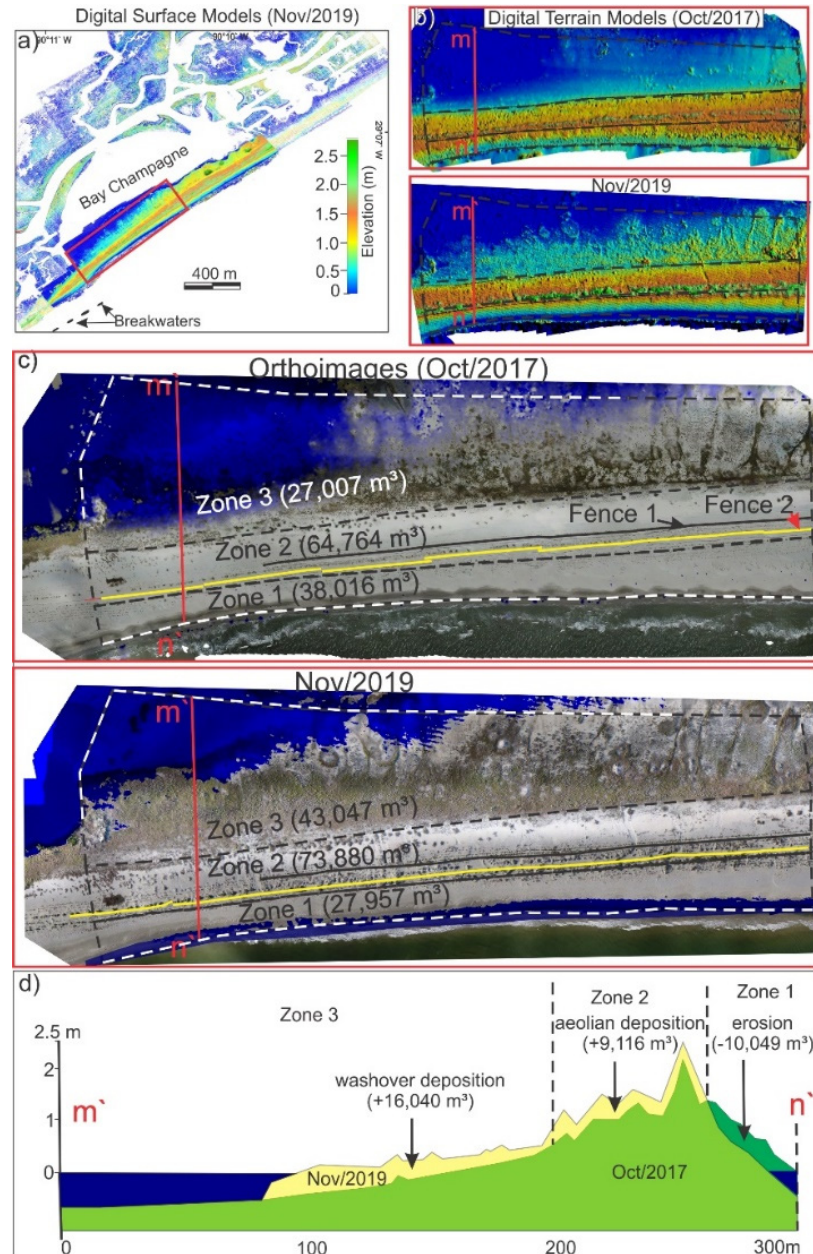 Digital Surface Models (Nov/2019)
a)
90°11' W
90°10' W
29°07' W
Bay Champagne
2.5
2.0
1.5
1.0
0.5
0
Elevation (m)
400 m
Breakwaters
b)
Digital Terrain Models (Oct/2017)
m`
n`
Nov/2019
m`
n`
c)
Orthoimages (Oct/2017)
m`
Zone 3 (27,007 m³)
Fence 1
Fence 2
Zone 2 (64,764 m³)
Zone 1 (38,016 m³)
n`
Nov/2019
m`
Zone 3 (43,047 m³)
Zone 2 (73,880 m³)
Zone 1 (27,957 m³)
n`
d)
Zone 3
Zone 2
Zone 1
aeolian deposition
(+9,116 m³)
erosion
(-10,049 m³)
2.5 m
2
1
0
m`
washover deposition
(+16,040 m³)
n`
Nov/2019
Oct/2017
0
100
200
300m